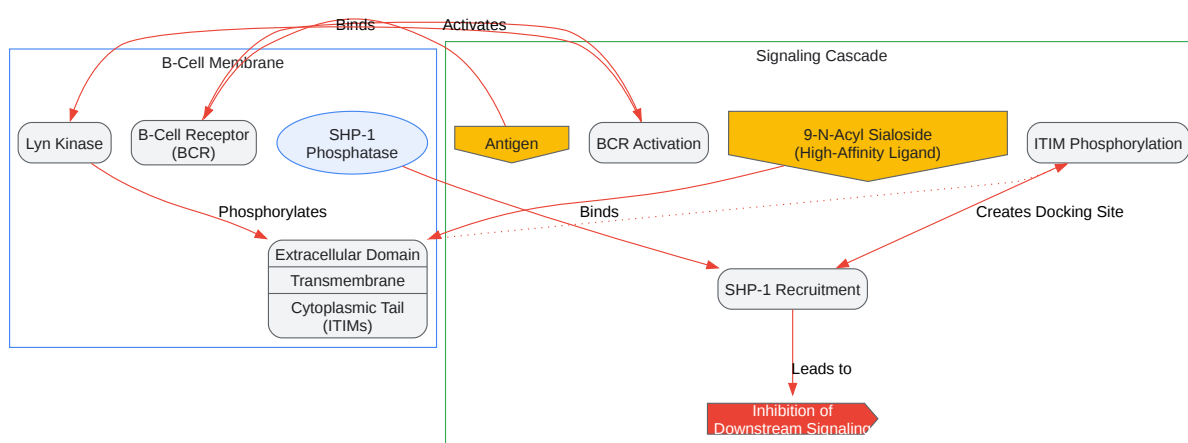 Binds
Activates
B-Cell Membrane
Signaling Cascade
Lyn Kinase
B-Cell Receptor
(BCR)
SHP-1
Phosphatase
Antigen
BCR Activation
9-N-Acyl Sialoside
(High-Affinity Ligand)
ITIM Phosphorylation
Phosphorylates
Binds
Creates Docking Site
Extracellular Domain
Transmembrane
Cytoplasmic Tail
(ITIMs)
SHP-1 Recruitment
Leads to
Inhibition of
Downstream Signaling